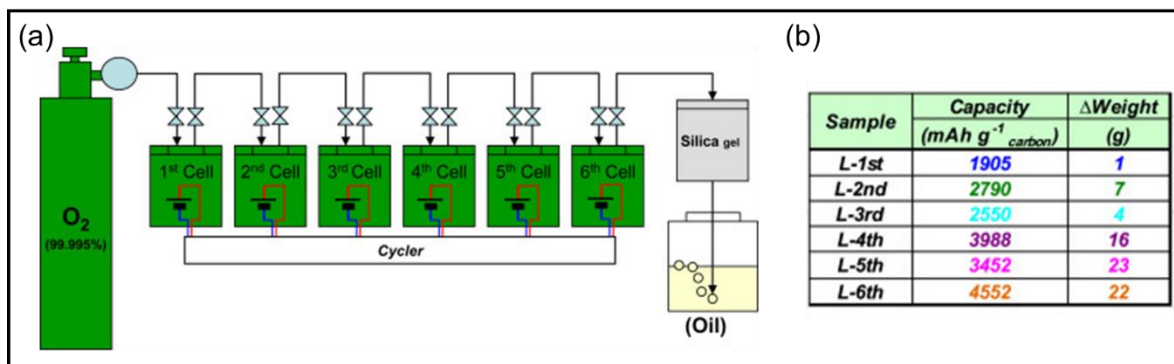 (a)
O2
(99.995%)
1st Cell
2nd Cell
3rd Cell
4th Cell
5th Cell
6th Cell
Cycler
Silica gel
(Oil)
(b)
Sample Capacity ΔWeight
(mAh g-1 carbon) (g)
L-1st 1905 1
L-2nd 2790 7
L-3rd 2550 4
L-4th 3988 16
L-5th 3452 23
L-6th 4552 22